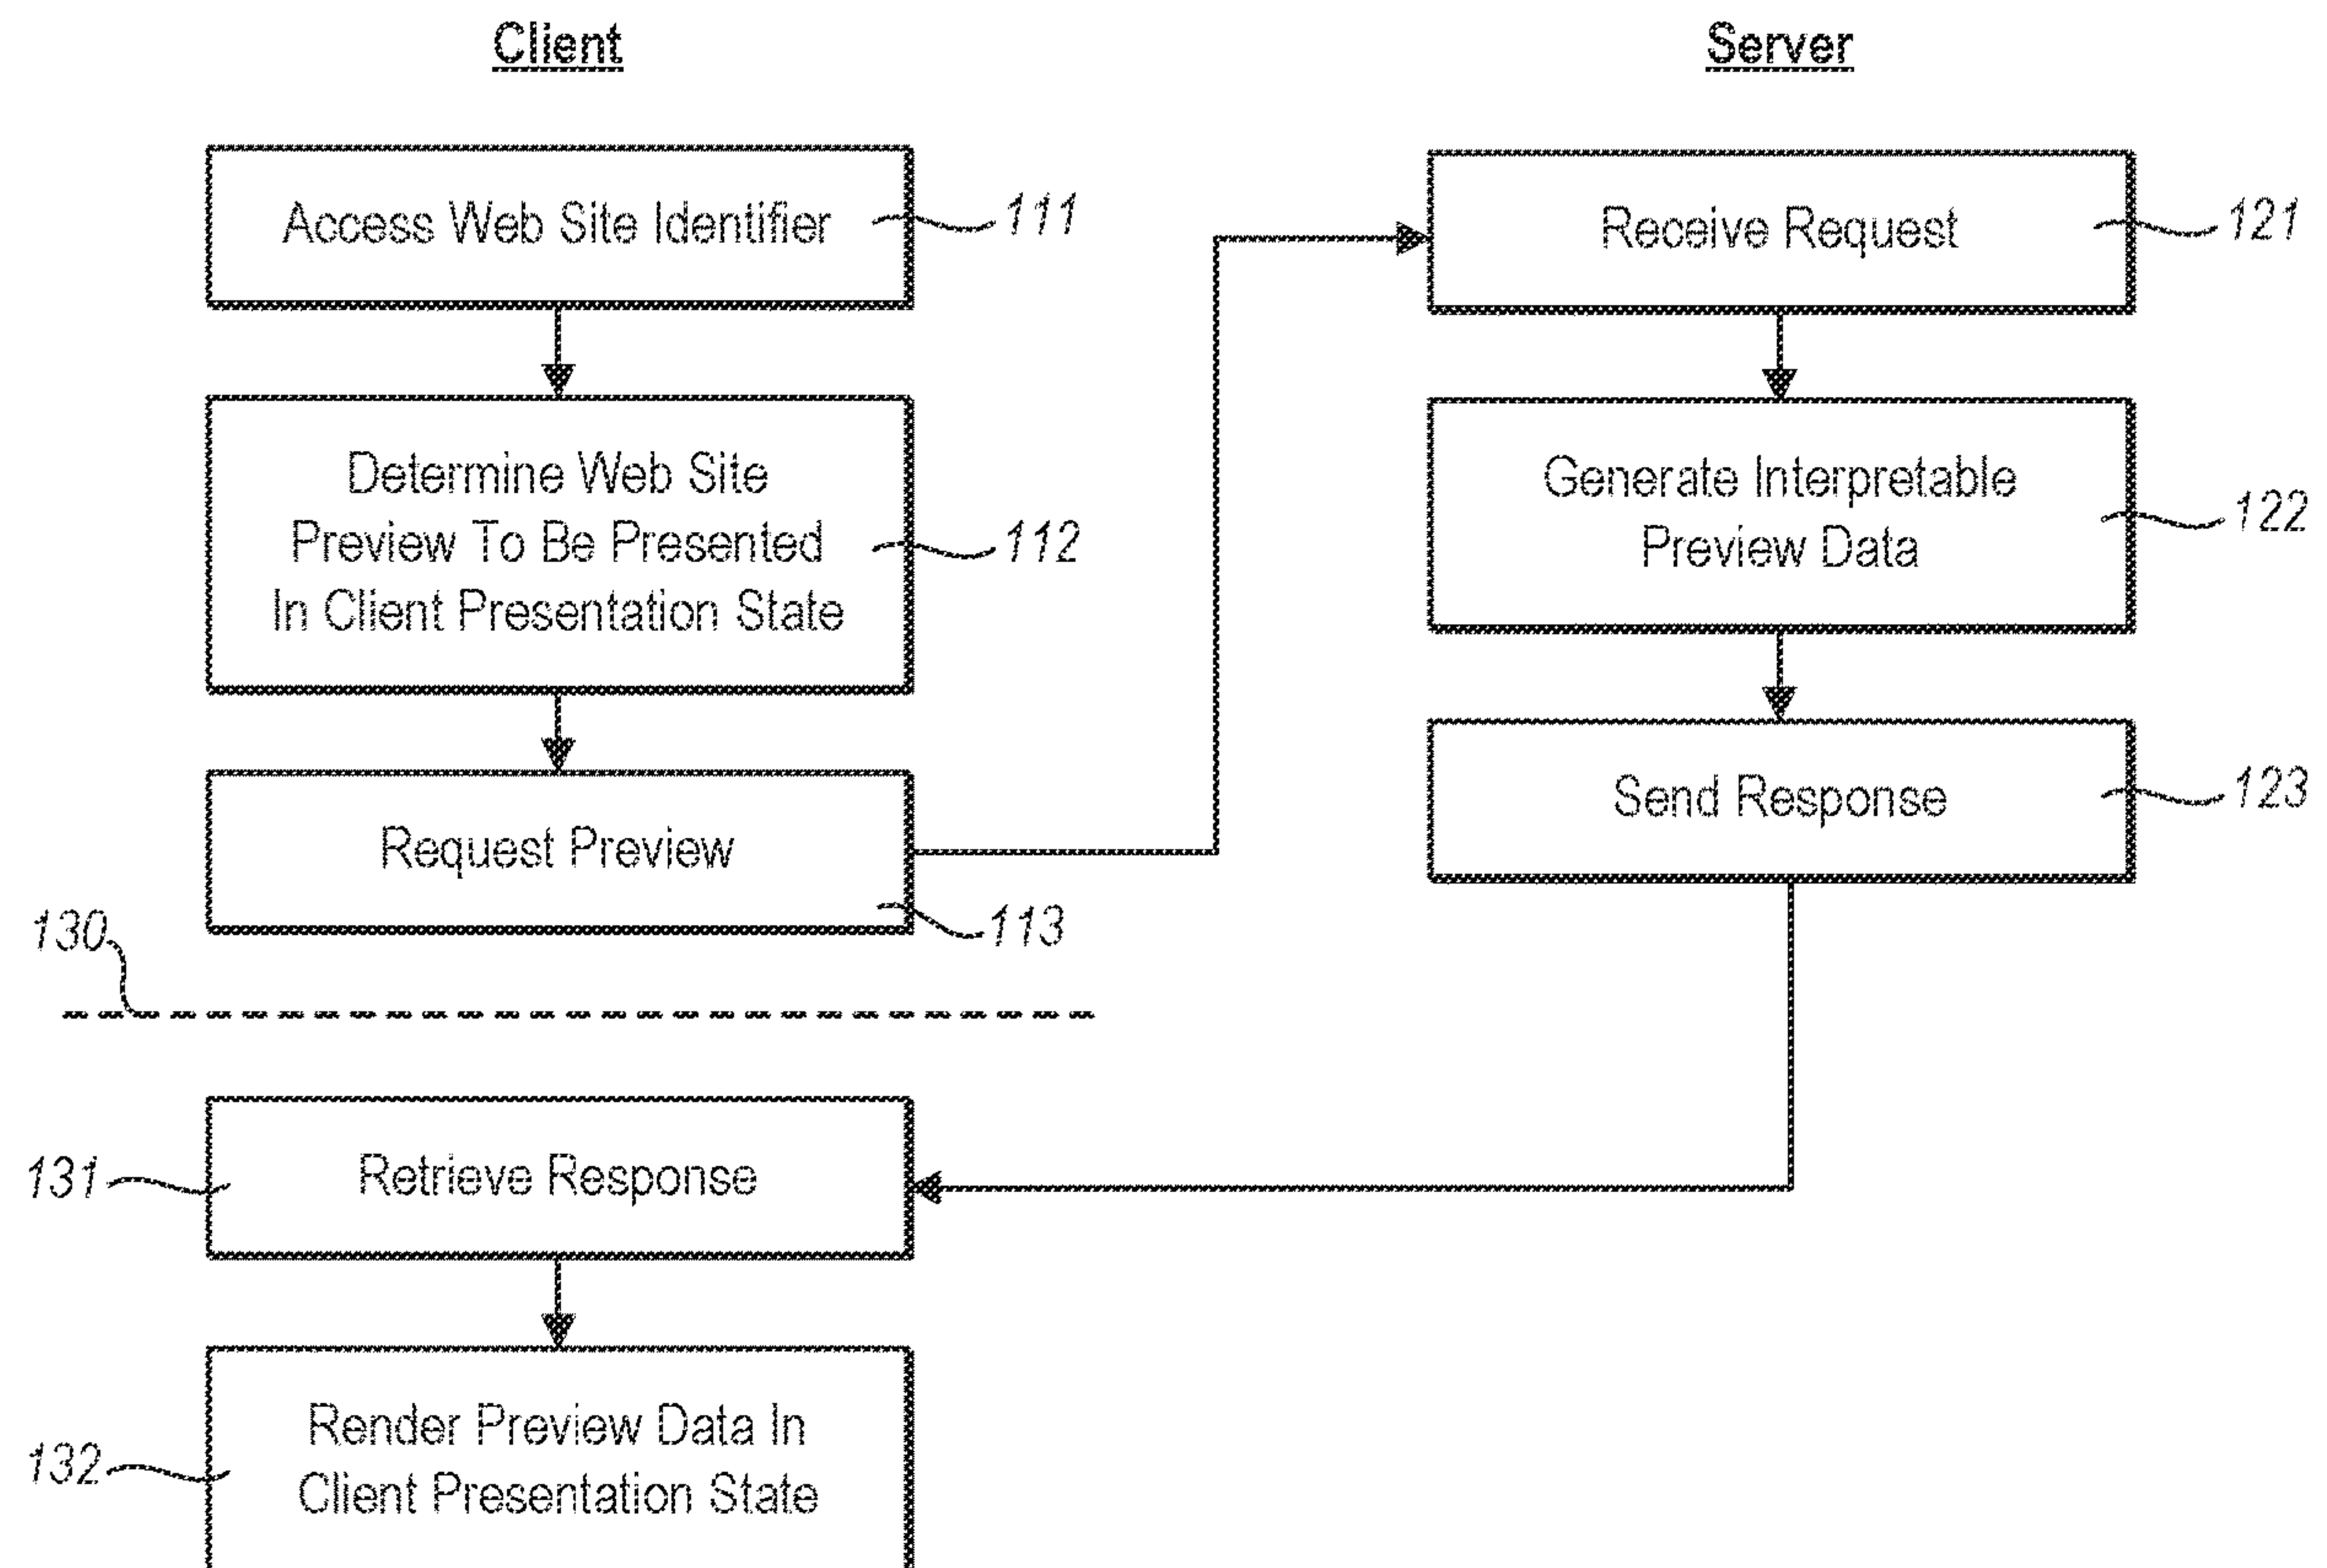 Client
Access Web Site Identifier
111
Determine Web Site
Preview To Be Presented
In Client Presentation State
112
Request Preview
113
130
Server
Receive Request
121
Generate Interpretable
Preview Data
122
Send Response
123
Retrieve Response
131
Render Preview Data In
Client Presentation State
132